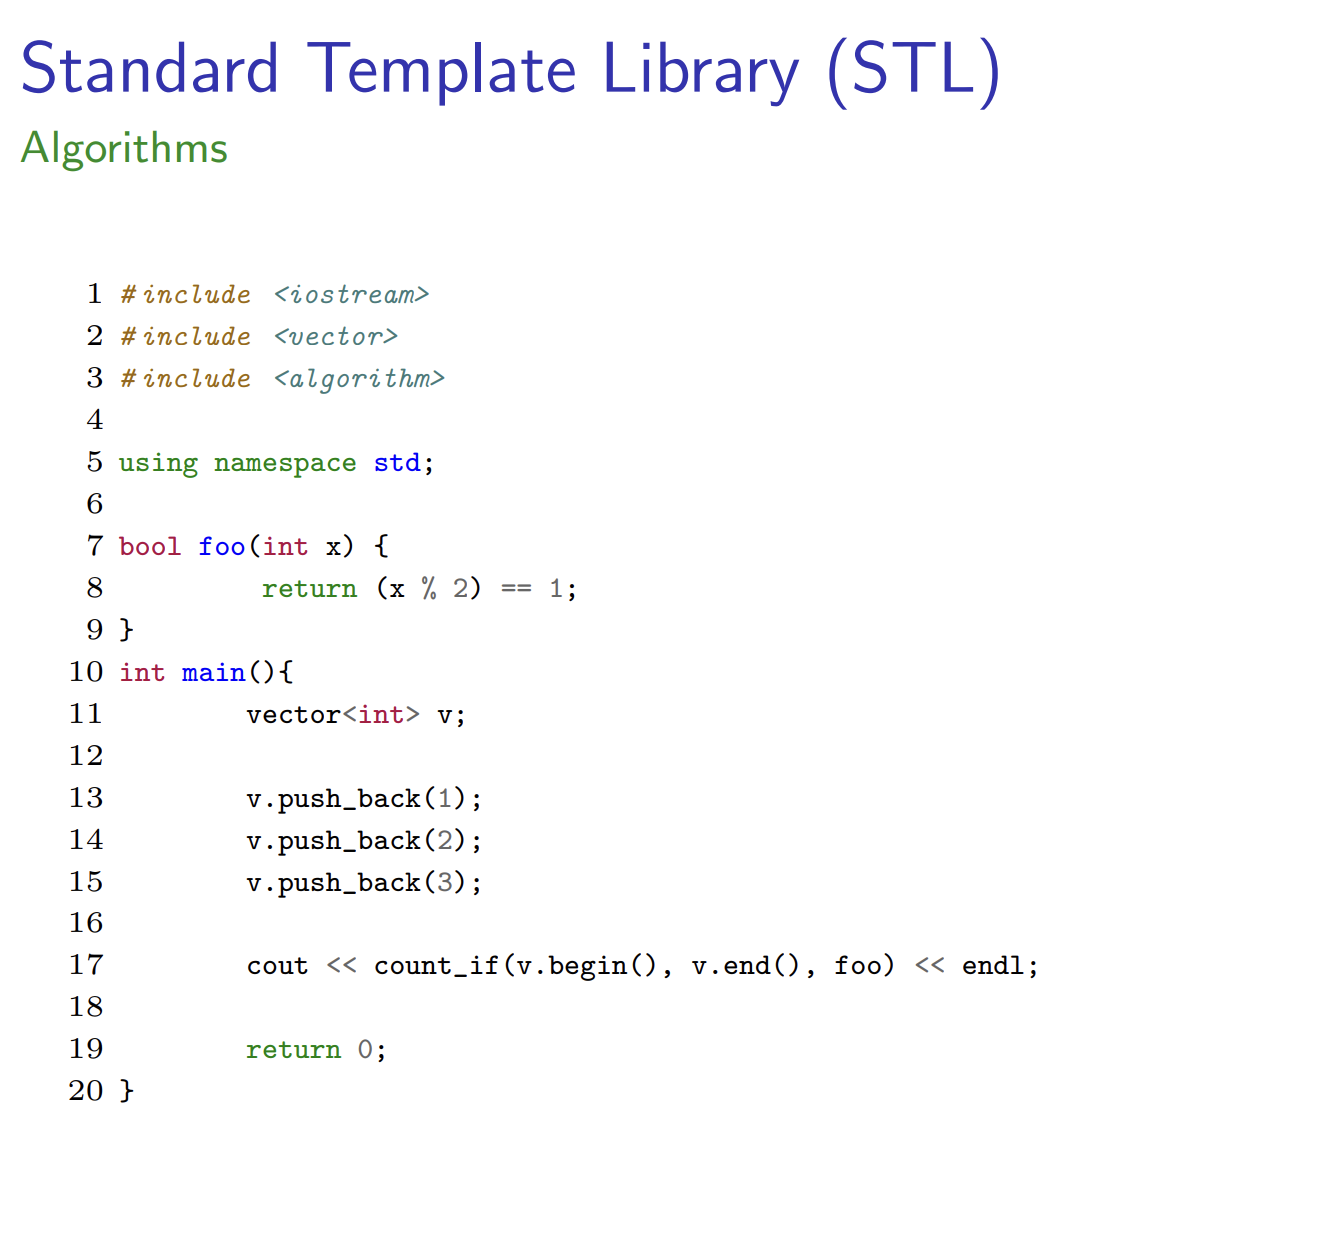 Standard Template Library (STL)
Algorithms
1 #include <iostream>
2 #include <vector>
3 #include <algorithm>
4
5 using namespace std;
6
7 bool foo(int x) {
8         return (x % 2) == 1;
9 }
10 int main(){
11         vector<int> v;
12
13         v.push_back(1);
14         v.push_back(2);
15         v.push_back(3);
16
17         cout << count_if(v.begin(), v.end(), foo) << endl;
18
19         return 0;
20 }